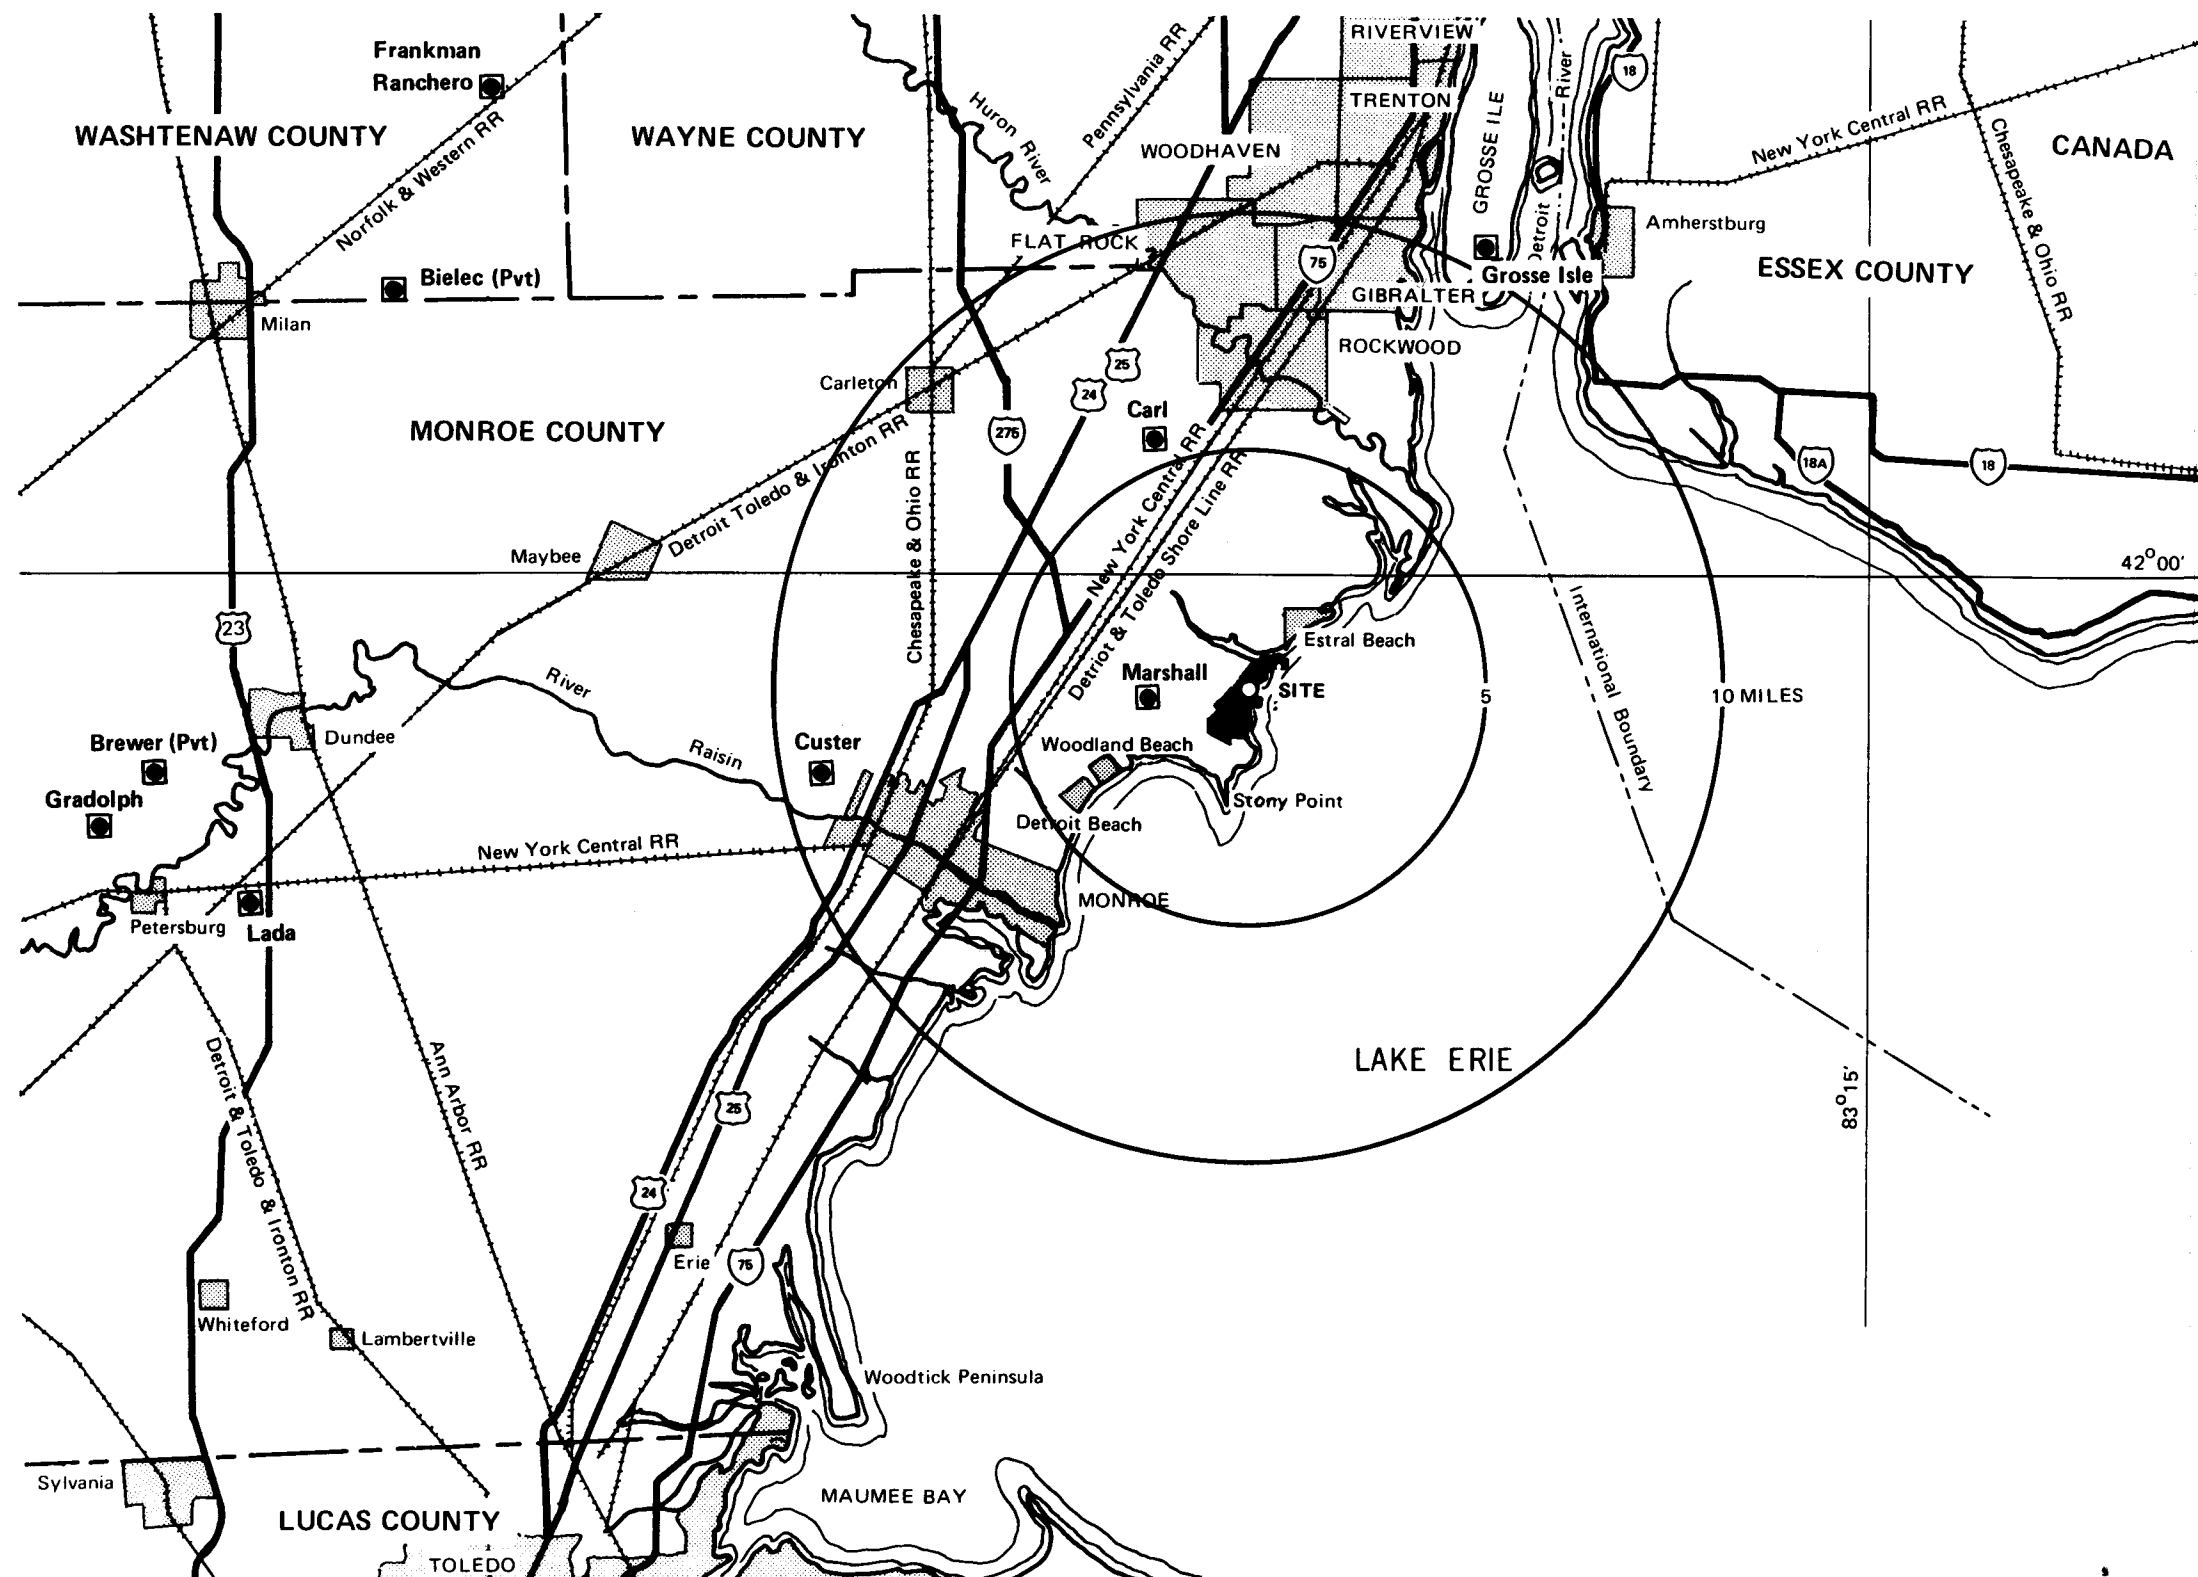 RIVERVIEW
Frankman
Ranchero
18
River
Pennsylvania RR
TRENTON
Huron River
New York Central RR
Chesapeake & Ohio RR
WASHTENAW COUNTY
WAYNE COUNTY
WOODHAVEN
GROSSE ILE
CANADA
Norfolk & Western RR
Amherstburg
Detroit
FLAT ROCK
75
Grosse Isle
ESSEX COUNTY
Bielec (Pvt)
GIBRALTER
Milan
ROCKWOOD
25
Carleton
24
Carl
MONROE COUNTY
275
18A
18
Detroit Toledo & Ironton RR
Chesapeake & Ohio RR
New York Central RR
Detriot & Toledo Shore Line RR
Maybee
42°00'
International Boundary
23
Estral Beach
River
Marshall
SITE
5
10 MILES
Dundee
Brewer (Pvt)
Raisin
Custer
Woodland Beach
Gradolph
Stony Point
Detroit Beach
New York Central RR
MONROE
Petersburg
Lada
Detroit & Toledo & Ironton RR
Ann Arbor RR
LAKE ERIE
83°15'
25
24
Erie
75
Whiteford
Lambertville
Woodtick Peninsula
Sylvania
MAUMEE BAY
LUCAS COUNTY
TOLEDO